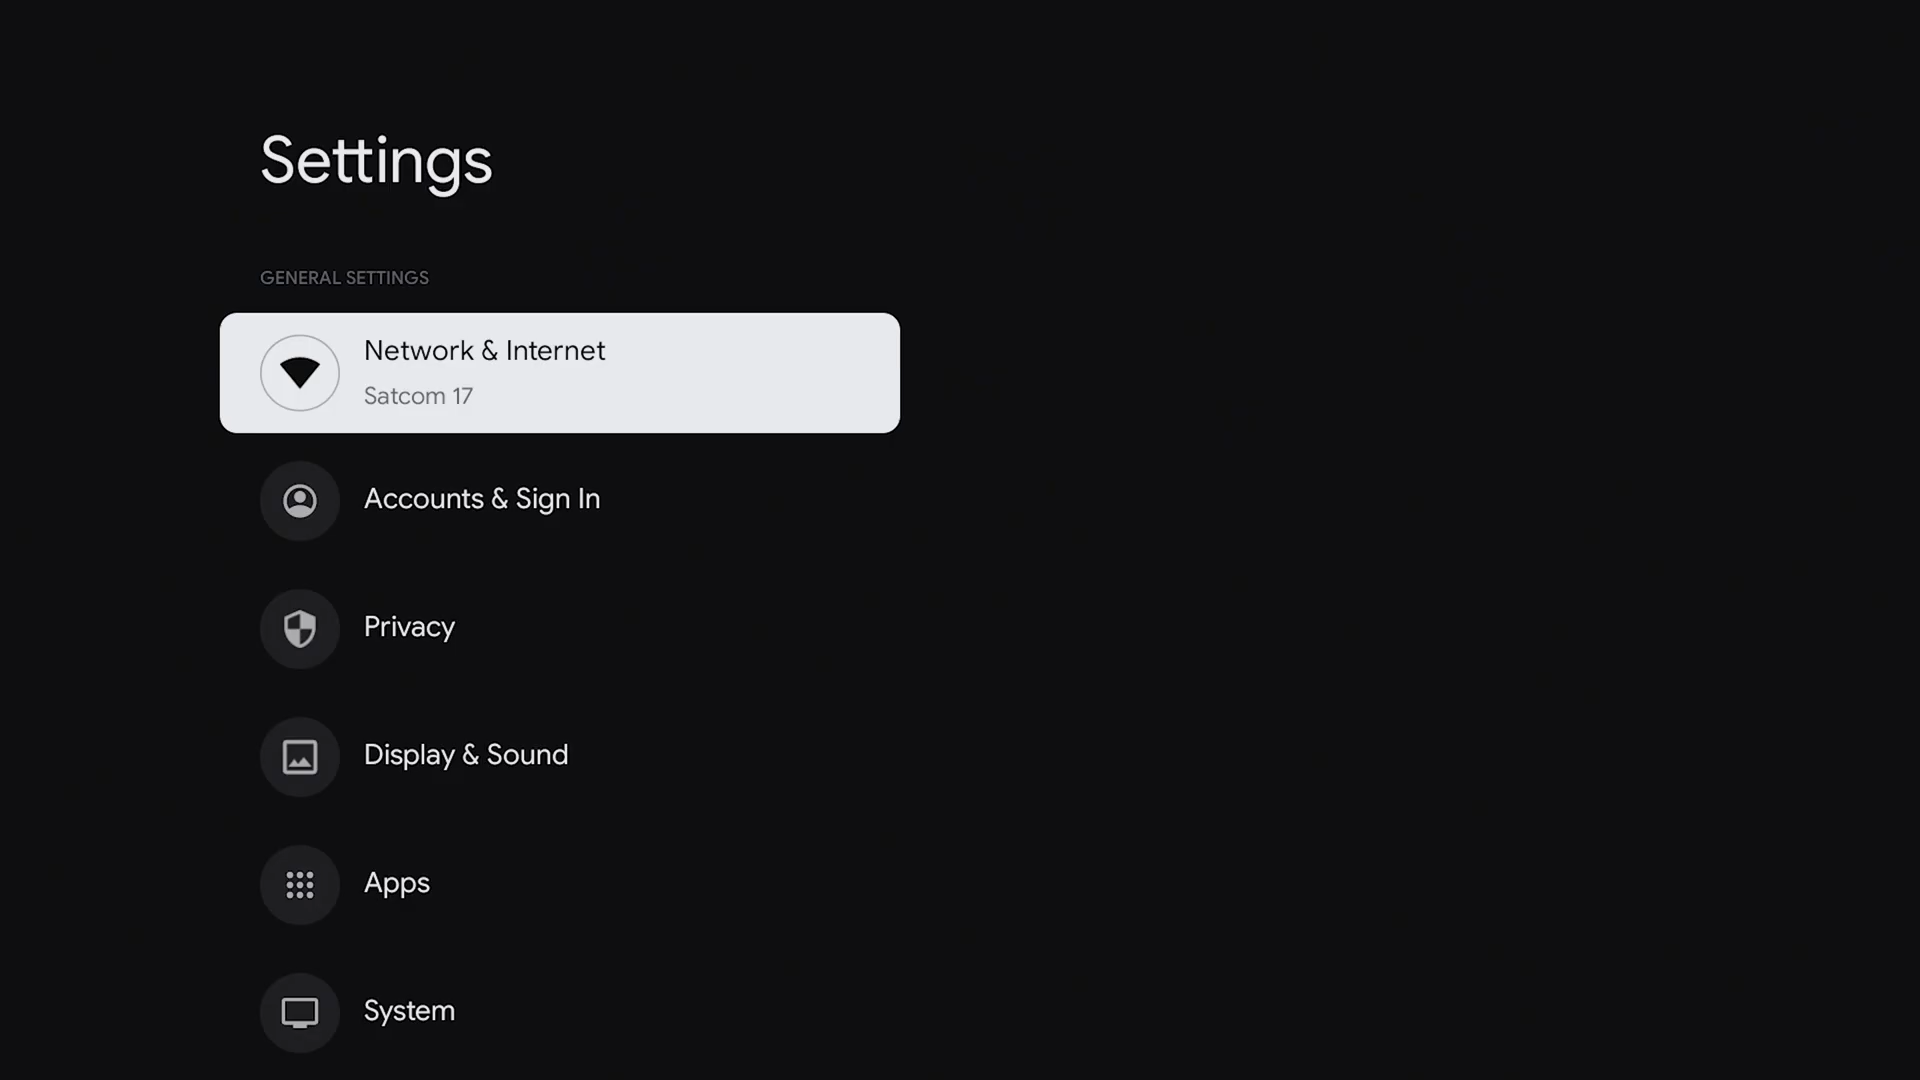 Settings
GENERAL SETTINGS
Network & Internet
Satcom 17
Accounts & Sign In
Privacy
Display & Sound
Apps
System